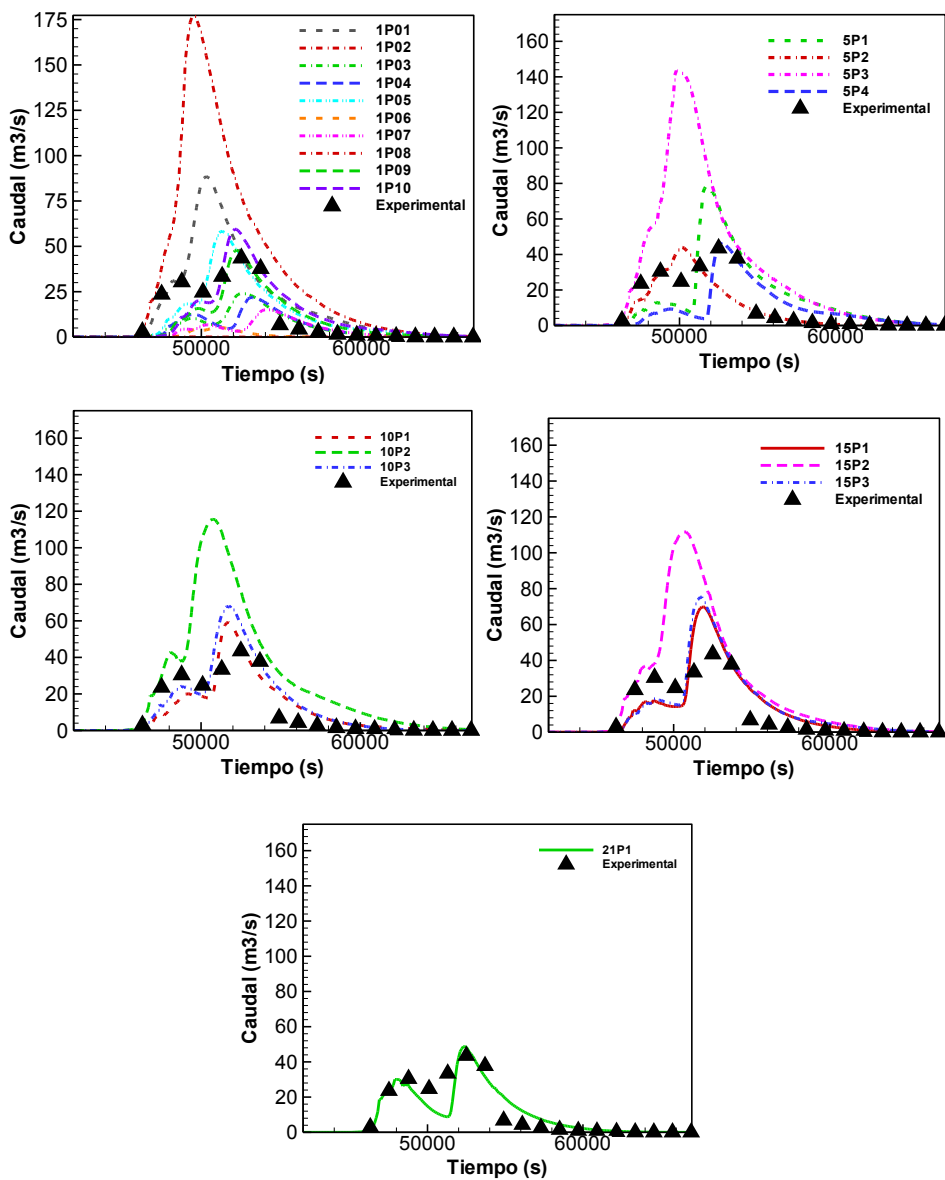 175
150
125
100
75
50
25
0
Caudal (m3/s)
50000
60000
Tiempo (s)
1P01
1P02
1P03
1P04
1P05
1P06
1P07
1P08
1P09
1P10
Experimental
160
140
120
100
80
60
40
20
0
Caudal (m3/s)
50000
60000
Tiempo (s)
5P1
5P2
5P3
5P4
Experimental
160
140
120
100
80
60
40
20
0
Caudal (m3/s)
50000
60000
Tiempo (s)
10P1
10P2
10P3
Experimental
160
140
120
100
80
60
40
20
0
Caudal (m3/s)
50000
60000
Tiempo (s)
15P1
15P2
15P3
Experimental
160
140
120
100
80
60
40
20
0
Caudal (m3/s)
50000
60000
Tiempo (s)
21P1
Experimental